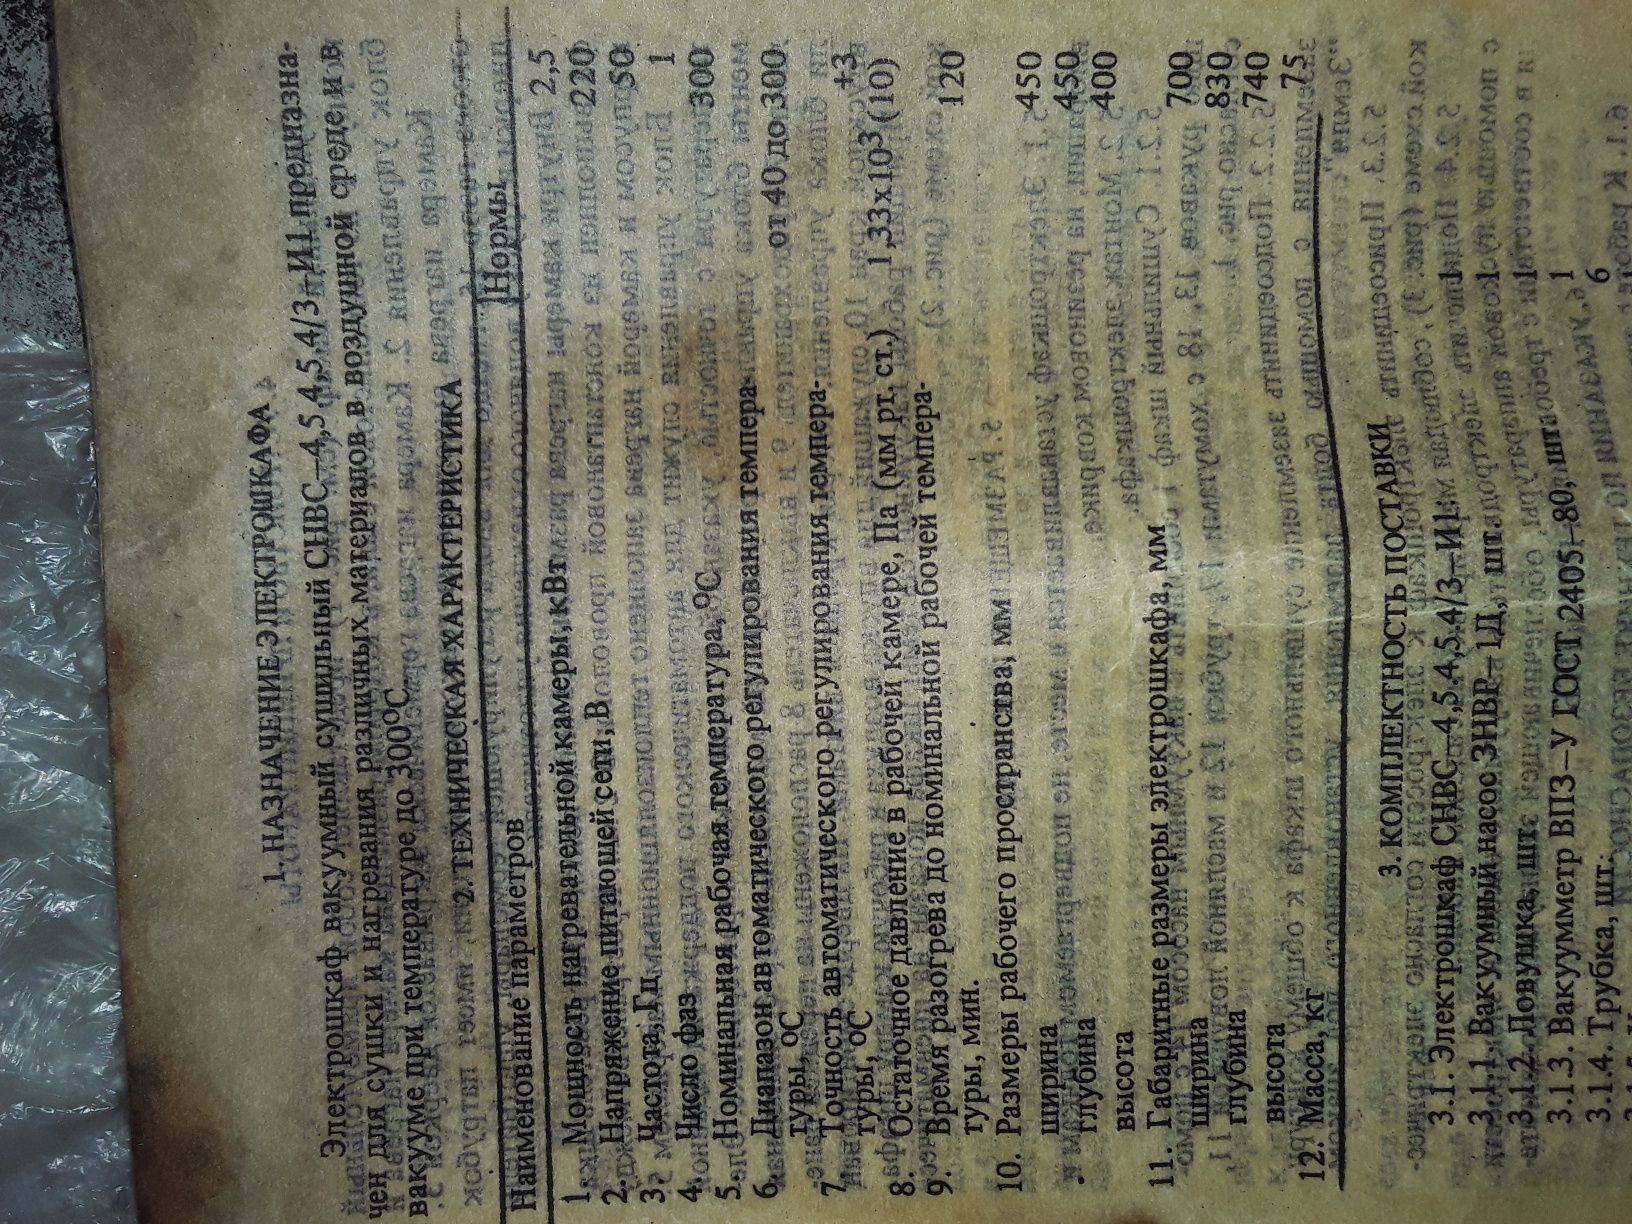 1. НАЗНАЧЕНИЕ ЭЛЕКТРОШКАФА
Электрошкаф вакуумный сушильный СНВС–4,5.4,5.4/3–И1 предназна-
чен для сушки и нагревания различных материалов в воздушной среде и в
вакууме при температуре до 300°С.
2. ТЕХНИЧЕСКАЯ ХАРАКТЕРИСТИКА
Наименование параметров Нормы
1. Мощность нагревательной камеры, кВт 2,5
2. Напряжение питающей сети, В 220
3. Частота, Гц 50
4. Число фаз 1
5. Номинальная рабочая температура, °С 300
6. Диапазон автоматического регулирования темпера-
туры, °С от 40 до 300
7. Точность автоматического регулирования темпера-
туры, °С ±3
8. Остаточное давление в рабочей камере, Па (мм рт. ст.) 1,33х10³ (10)
9. Время разогрева до номинальной рабочей темпера-
туры, мин. 120
10. Размеры рабочего пространства, мм
ширина 450
глубина 450
высота 400
11. Габаритные размеры электрошкафа, мм
ширина 700
глубина 830
высота 740
12. Масса, кг 75
3. КОМПЛЕКТНОСТЬ ПОСТАВКИ
3.1. Электрошкаф СНВС–4,5.4,5.4/3–И1 1
3.1.1. Вакуумный насос 3НВР–1Д, шт. 1
3.1.2. Ловушка, шт. 1
3.1.3. Вакуумметр ВП3–У ГОСТ 2405–80, шт. 1
3.1.4. Трубка, шт. 6